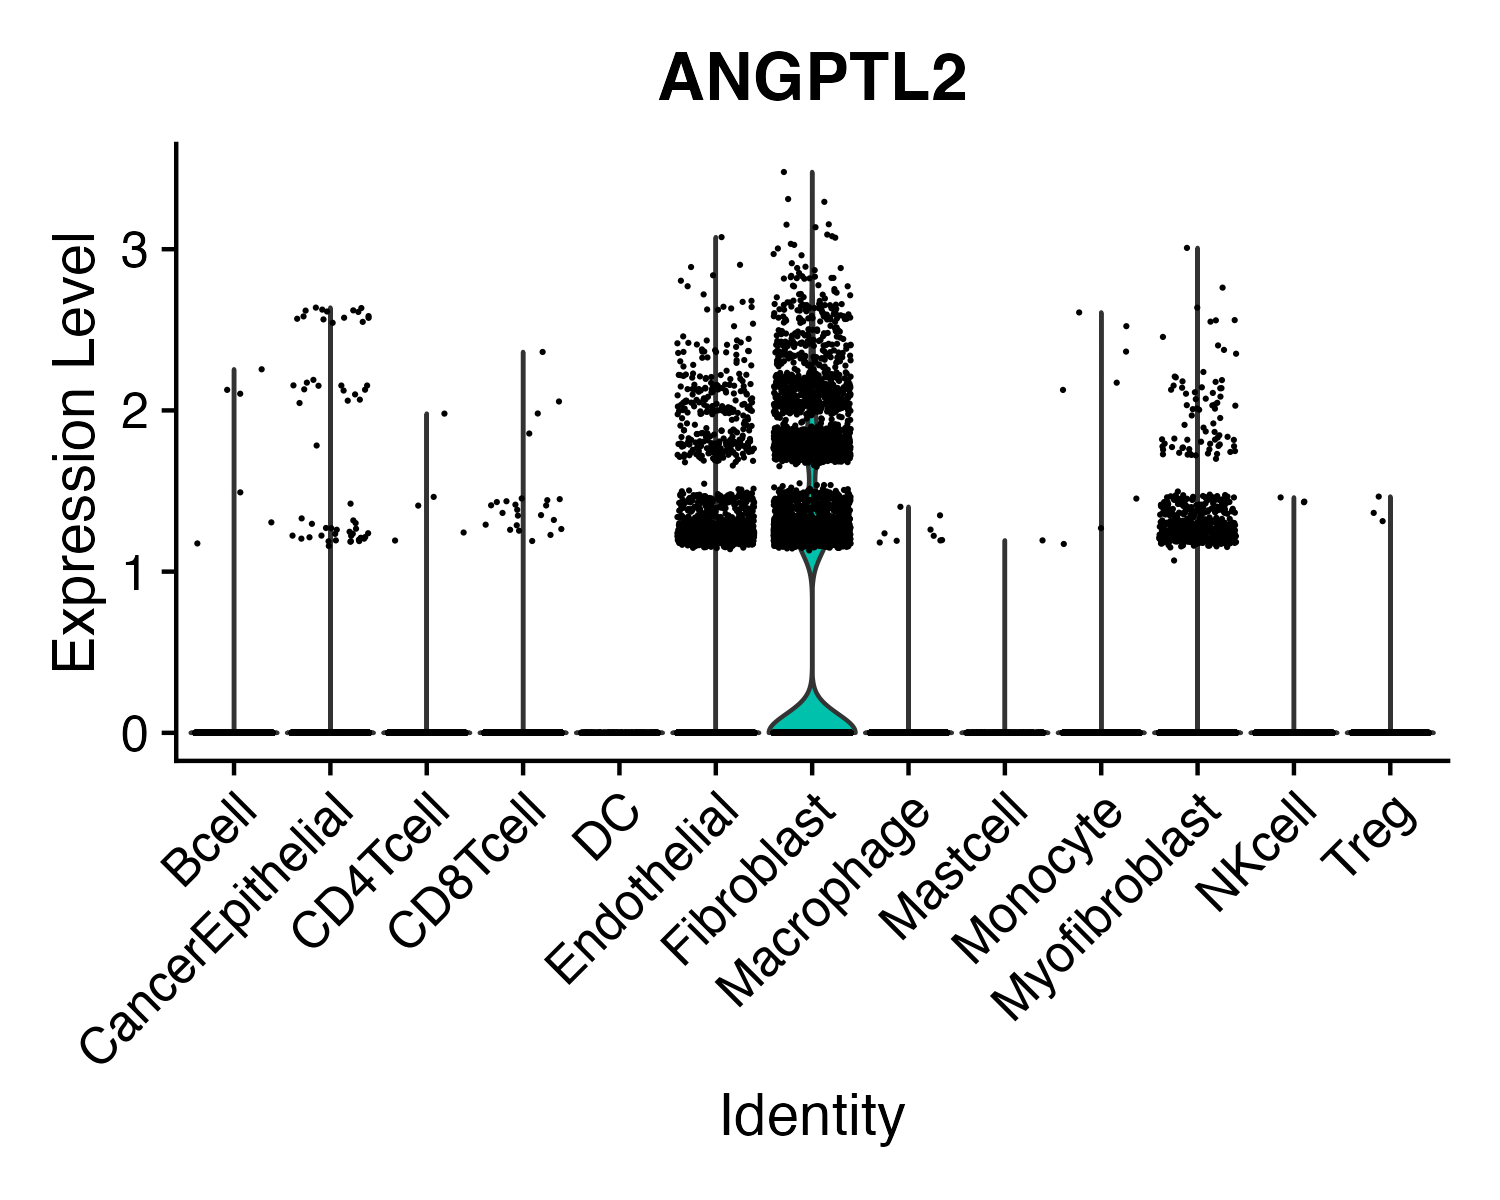 ANGPTL2
Expression Level
3
2
1
0
Bcell
CancerEpithelial
CD4Tcell
CD8Tcell
DC
Endothelial
Fibroblast
Macrophage
Mastcell
Monocyte
Myofibroblast
NKcell
Treg
Identity